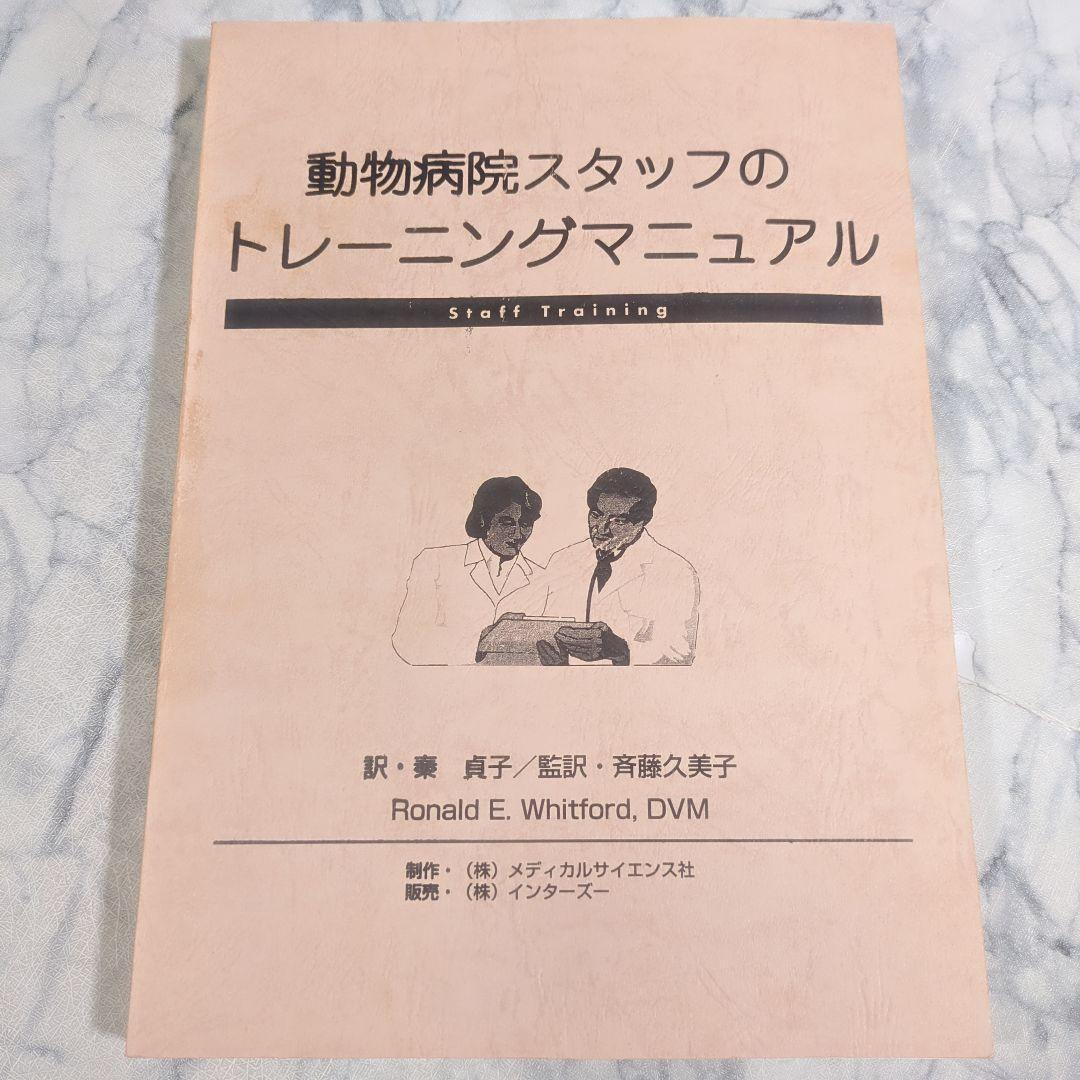 動物病院スタッフの
トレーニングマニュアル
Staff Training
訳・棗 貞子／監訳・斉藤久美子
Ronald E. Whitford, DVM
制作・（株）メディカルサイエンス社
販売・（株）インターズー